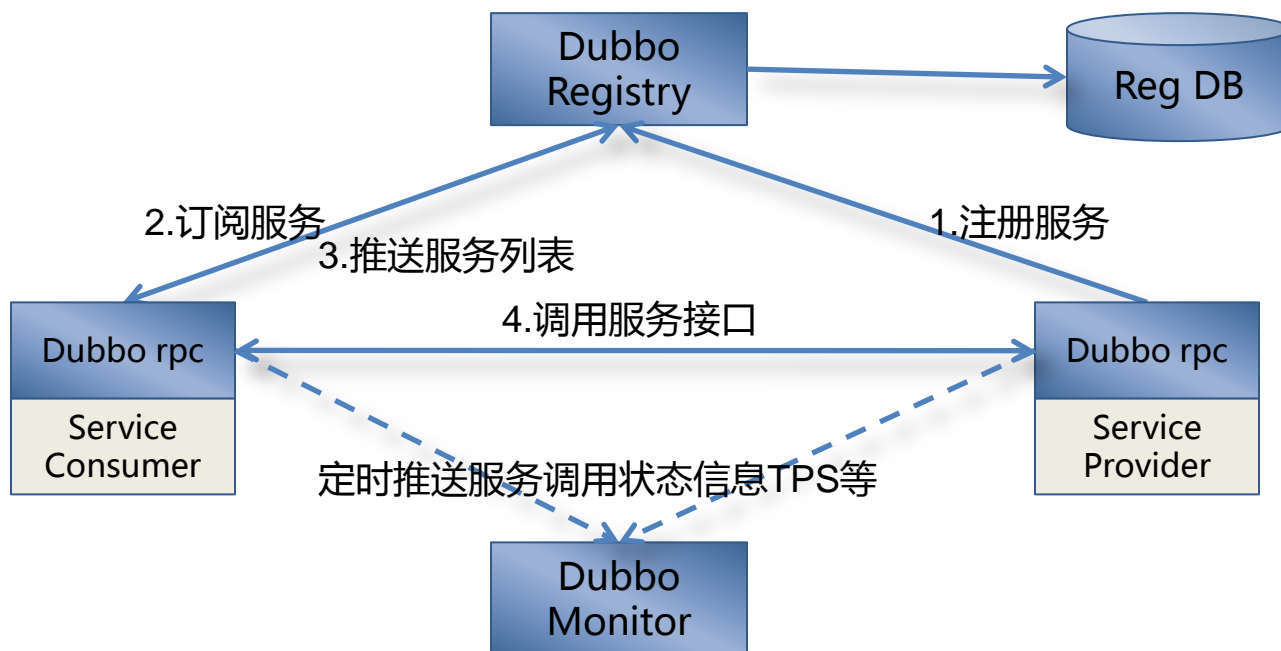 Dubbo
Registry
Reg DB
2.订阅服务
1.注册服务
3.推送服务列表
4.调用服务接口
Dubbo rpc
Dubbo rpc
Service
Consumer
Service
Provider
定时推送服务调用状态信息TPS等
Dubbo
Monitor